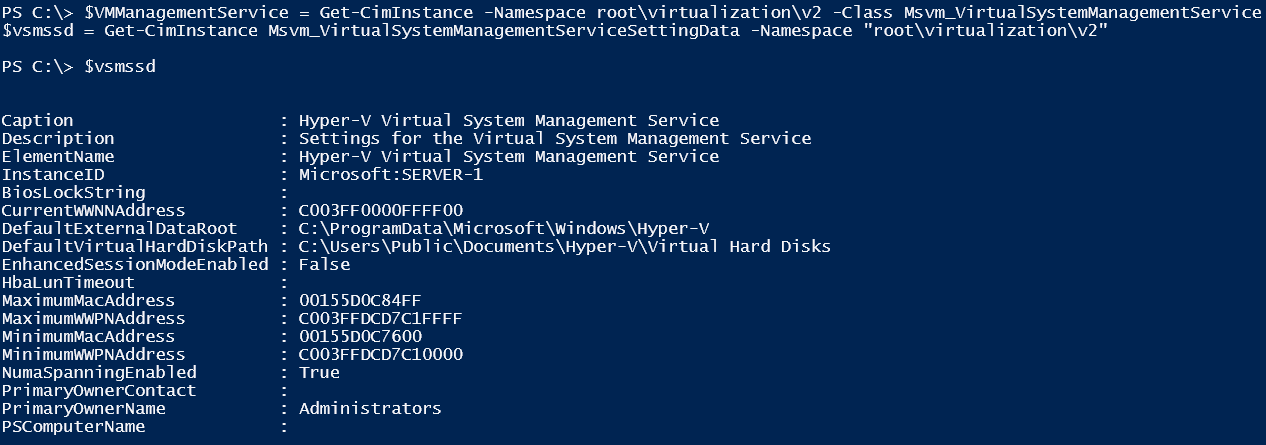 PS C:\> $VMManagementService = Get-CimInstance -Namespace root\virtualization\v2 -Class Msvm_VirtualSystemManagementService
$vsmssd = Get-CimInstance Msvm_VirtualSystemManagementServiceSettingData -Namespace "root\virtualization\v2"
PS C:\> $vsmssd
Caption : Hyper-V Virtual System Management Service
Description : Settings for the Virtual System Management Service
ElementName : Hyper-V Virtual System Management Service
InstanceID : Microsoft:SERVER-1
BiosLockString :
CurrentWWNNAddress : C003FF0000FFFF00
DefaultExternalDataRoot : C:\ProgramData\Microsoft\Windows\Hyper-V
DefaultVirtualHardDiskPath : C:\Users\Public\Documents\Hyper-V\Virtual Hard Disks
EnhancedSessionModeEnabled : False
HbaLunTimeout :
MaximumMacAddress : 00155D0C84FF
MaximumWWPNAddress : C003FFDCD7C1FFFF
MinimumMacAddress : 00155D0C7600
MinimumWWPNAddress : C003FFDCD7C10000
NumaSpanningEnabled : True
PrimaryOwnerContact :
PrimaryOwnerName : Administrators
PSComputerName :